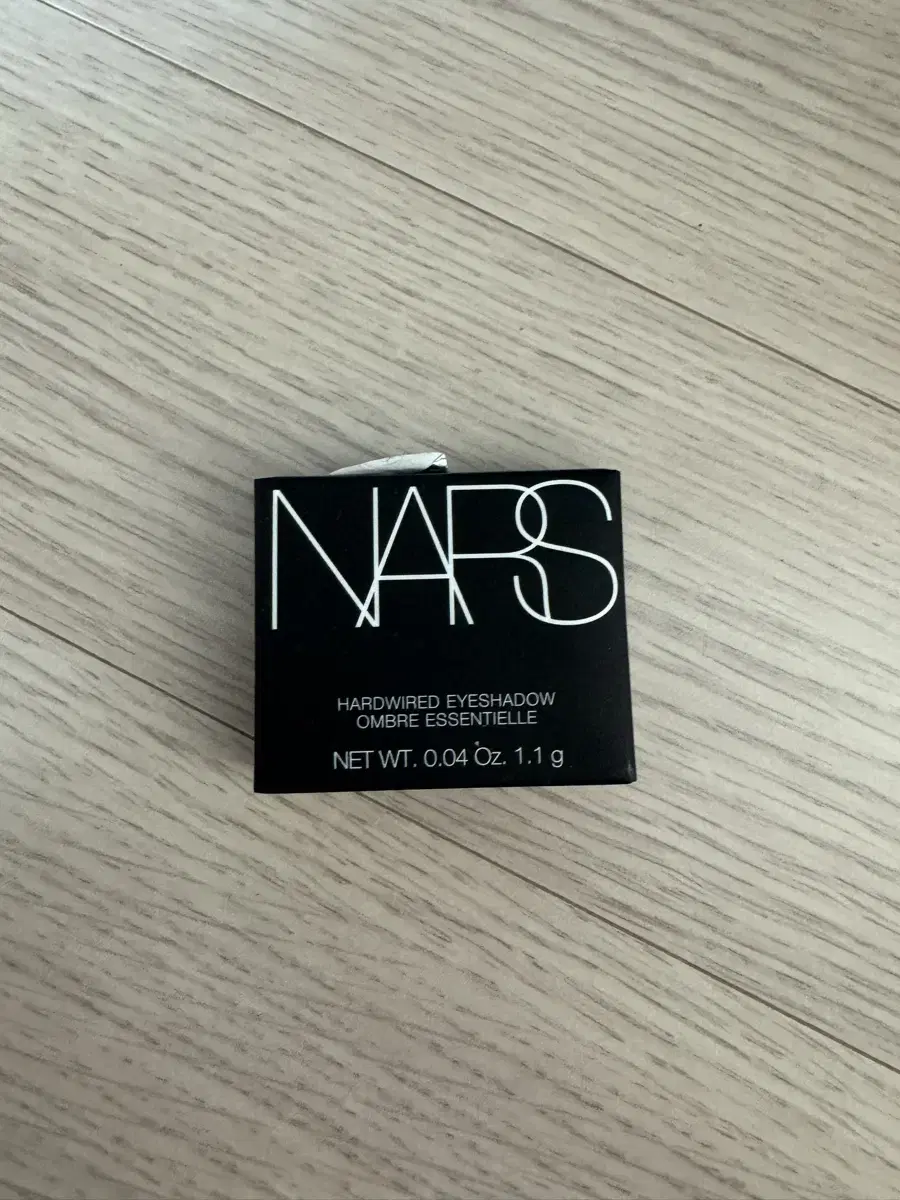 NARS
HARDWIRED EYESHADOW
OMBRE ESSENTIELLE
NET WT. 0.04 Oz. 1.1 g